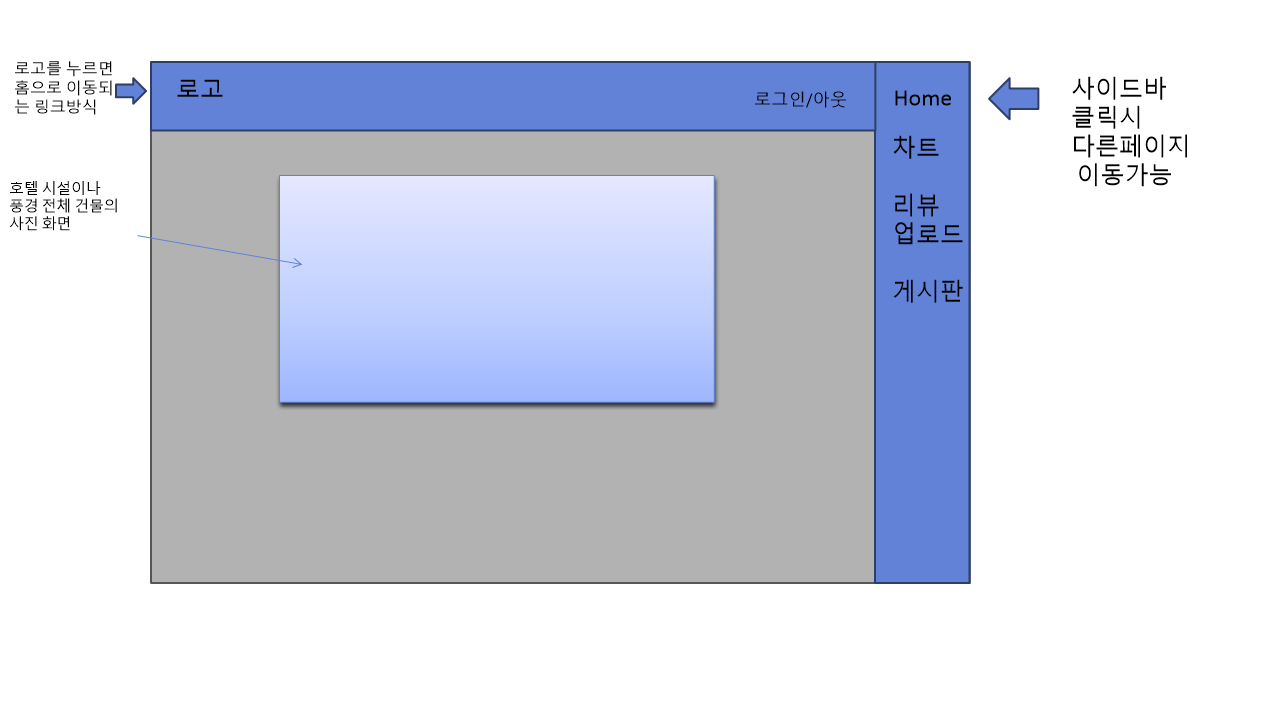 로고를 누르면
홈으로 이동되
는 링크방식
로고
로그인/아웃
Home
차트
리뷰
업로드
게시판
사이드바
클릭시
다른페이지
이동가능
호텔 시설이나
풍경 전체 건물의
사진 화면